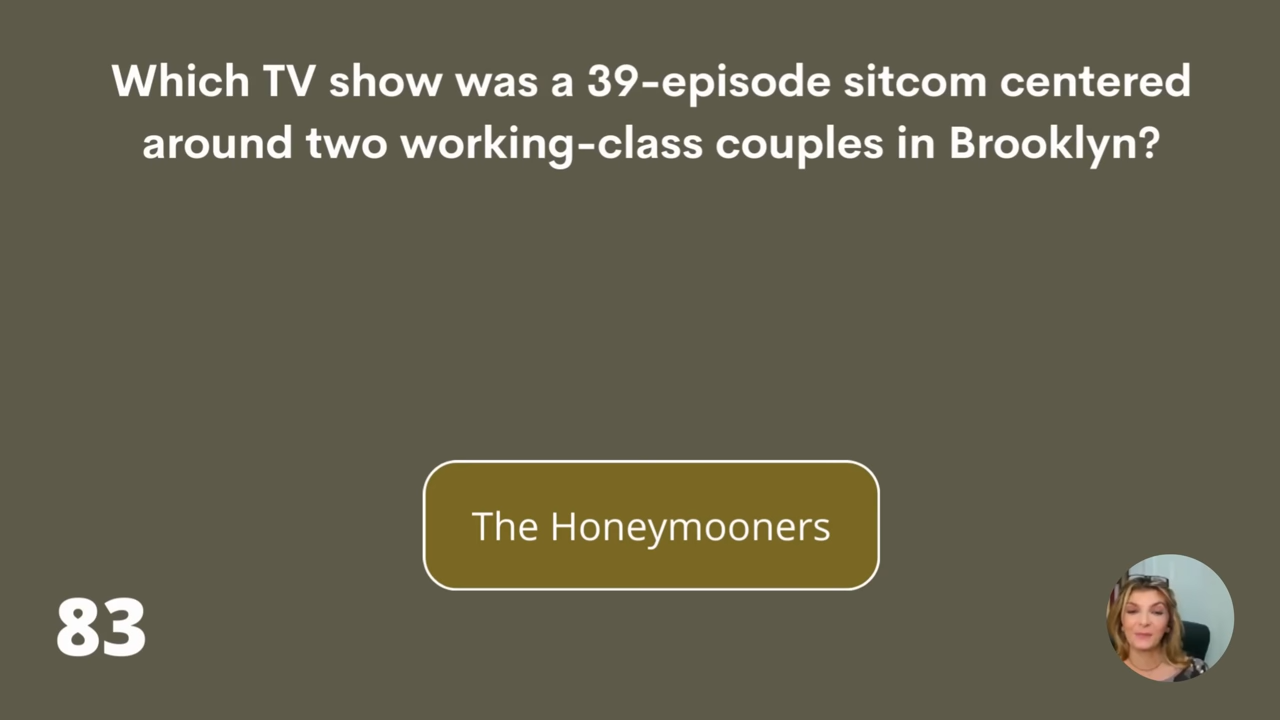 Which TV show was a 39-episode sitcom centered
around two working-class couples in Brooklyn?
The Honeymooners
83